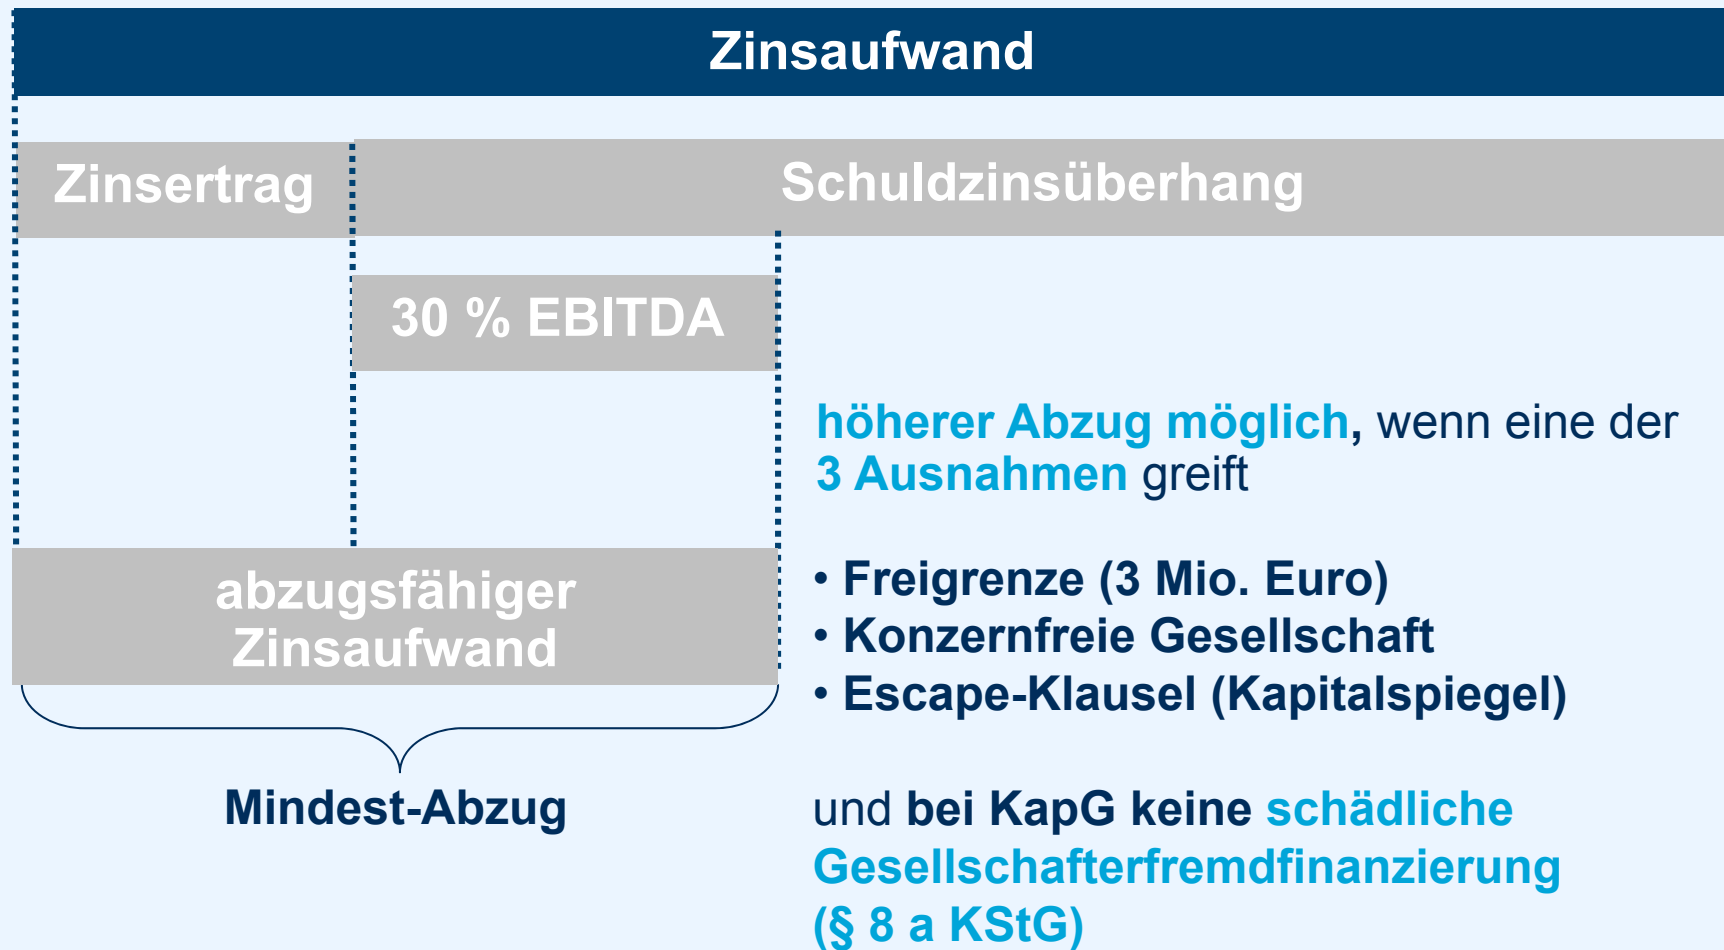 Zinsaufwand
Zinsertrag
Schuldzinsüberhang
30 % EBITDA
abzugsfähiger
Zinsaufwand
Mindest-Abzug
höherer Abzug möglich, wenn eine der
3 Ausnahmen greift
• Freigrenze (3 Mio. Euro)
• Konzernfreie Gesellschaft
• Escape-Klausel (Kapitalspiegel)
und bei KapG keine schädliche
Gesellschafterfremdfinanzierung
(§ 8 a KStG)